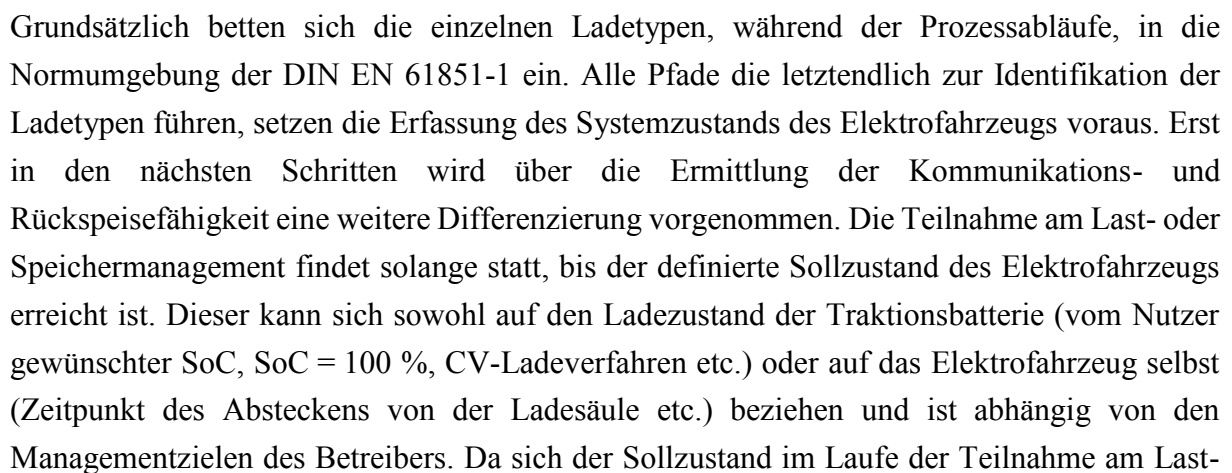 Grundsätzlich betten sich die einzelnen Ladetypen, während der Prozessabläufe, in die
Normumgebung der DIN EN 61851-1 ein. Alle Pfade die letztendlich zur Identifikation der
Ladetypen führen, setzen die Erfassung des Systemzustands des Elektrofahrzeugs voraus. Erst
in den nächsten Schritten wird über die Ermittlung der Kommunikations- und
Rückspeisefähigkeit eine weitere Differenzierung vorgenommen. Die Teilnahme am Last- oder
Speichermanagement findet solange statt, bis der definierte Sollzustand des Elektrofahrzeugs
erreicht ist. Dieser kann sich sowohl auf den Ladezustand der Traktionsbatterie (vom Nutzer
gewünschter SoC, SoC = 100 %, CV-Ladeverfahren etc.) oder auf das Elektrofahrzeug selbst
(Zeitpunkt des Absteckens von der Ladesäule etc.) beziehen und ist abhängig von den
Managementzielen des Betreibers. Da sich der Sollzustand im Laufe der Teilnahme am Last-